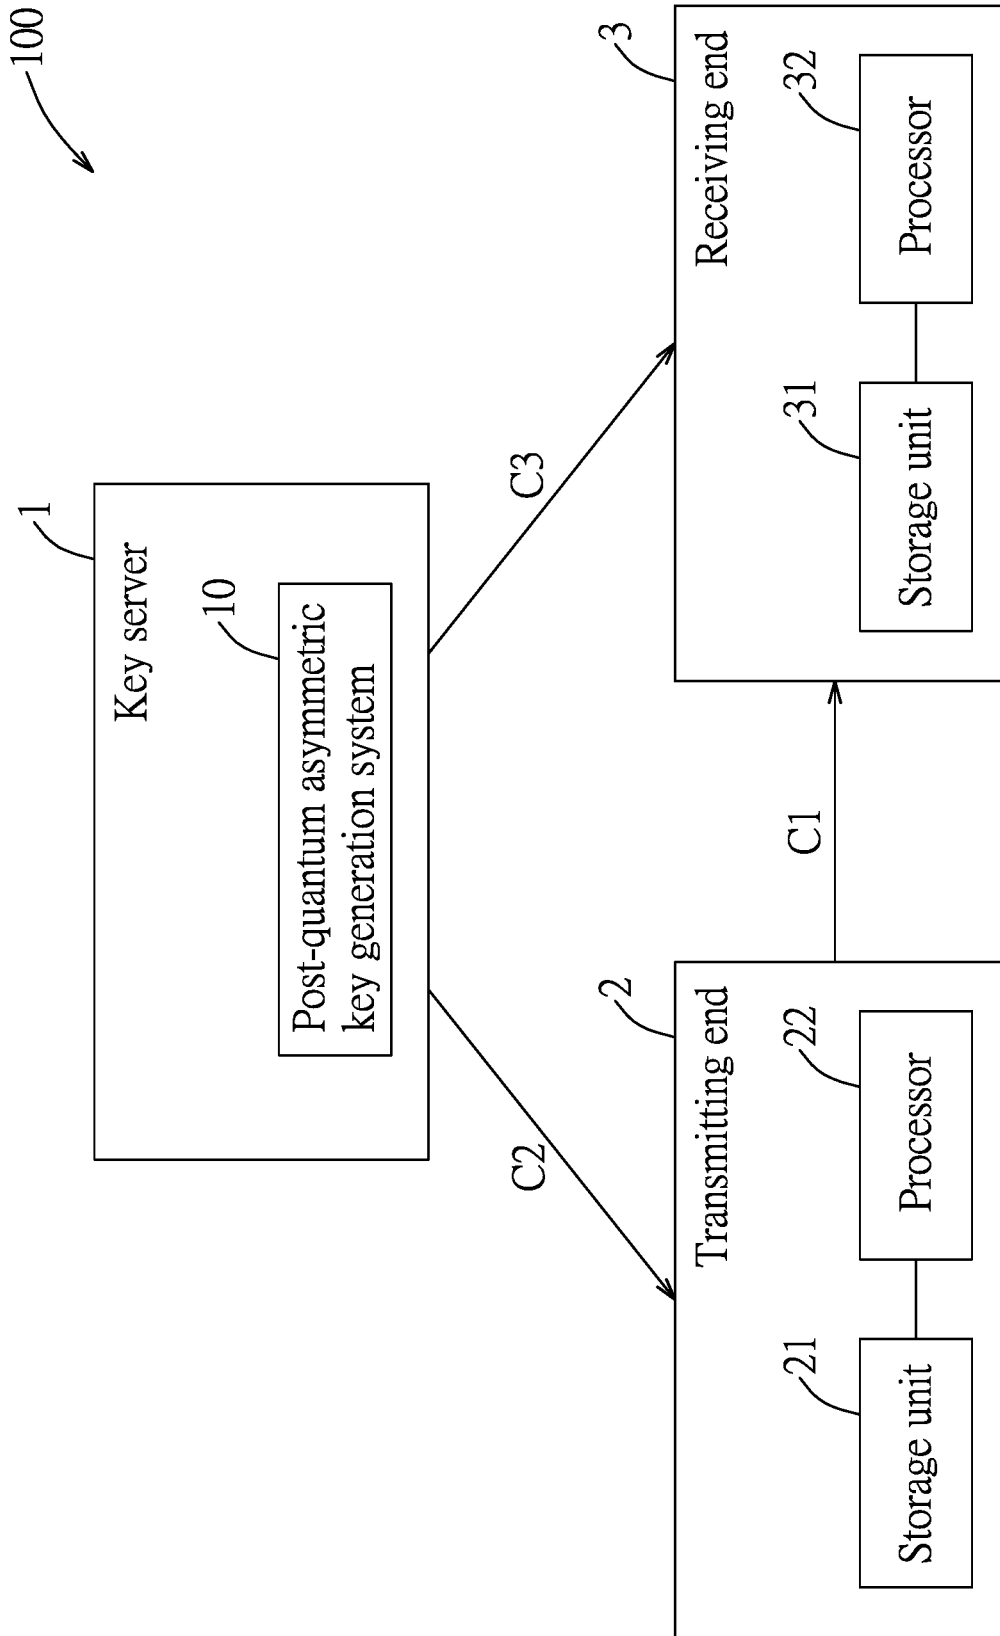 100
1
Key server
10
Post-quantum asymmetric
key generation system
C2
C3
2
Transmitting end
21
Storage unit
22
Processor
C1
3
Receiving end
31
Storage unit
32
Processor